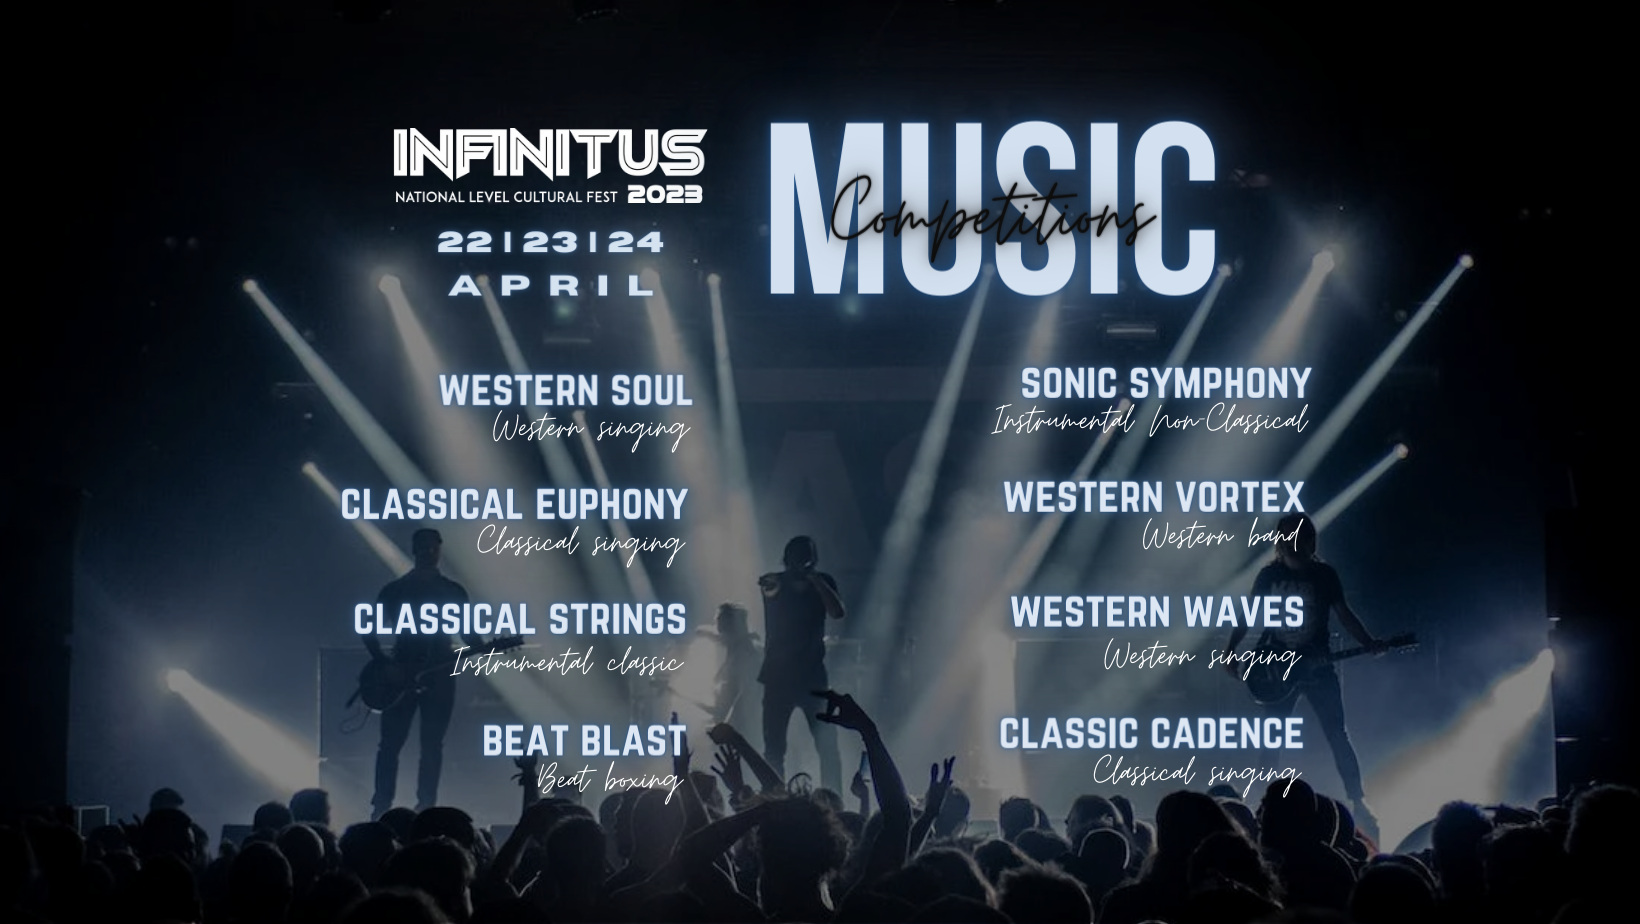 INFINITUS
NATIONAL LEVEL CULTURAL FEST 2023
22 | 23 | 24
APRIL
MUSIC
Competitions
WESTERN SOUL
Western singing
CLASSICAL EUPHONY
Classical singing
CLASSICAL STRINGS
Instrumental classic
BEAT BLAST
Beat boxing
SONIC SYMPHONY
Instrumental Non-Classical
WESTERN VORTEX
Western band
WESTERN WAVES
Western singing
CLASSIC CADENCE
Classical singing